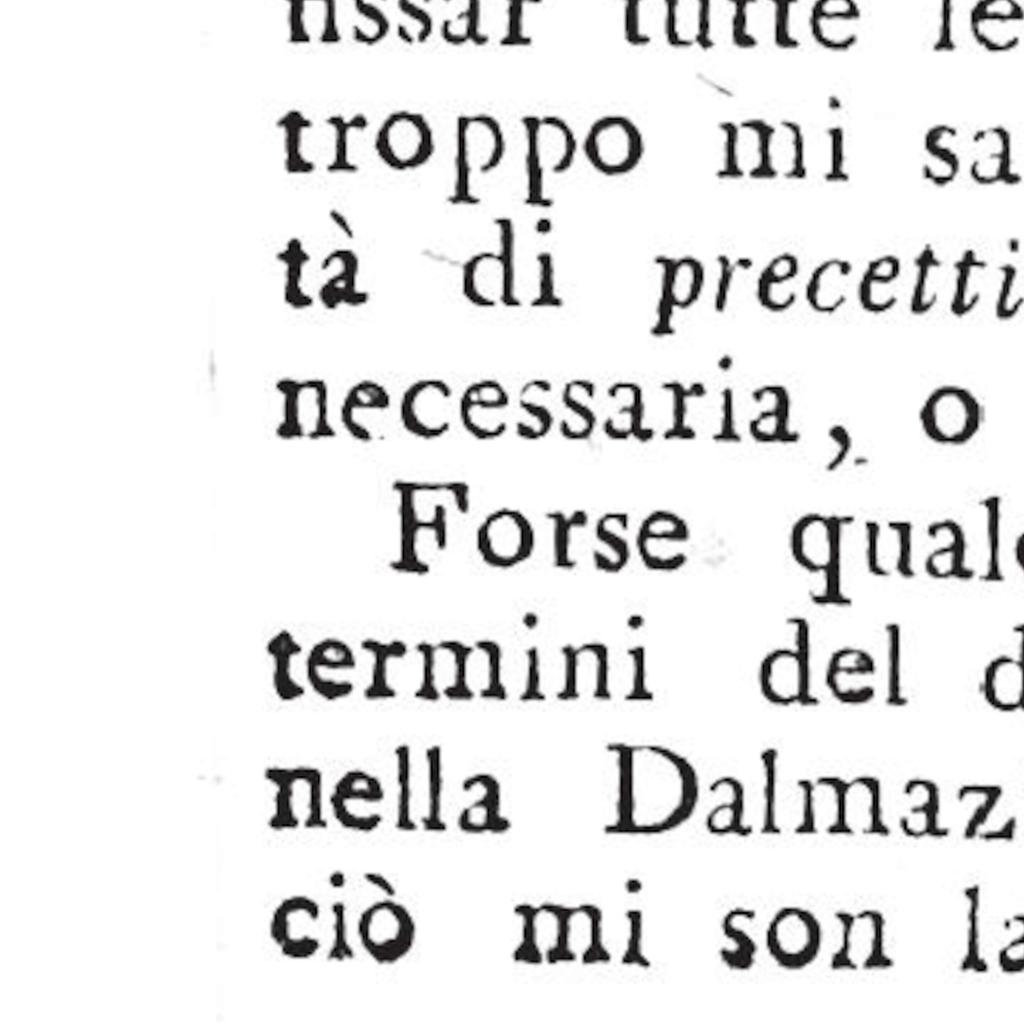 tutte le
troppo mi sa
tà di precetti
necessaria, o
Forse qual
termini del d
nella Dalmaz
ciò mi son la